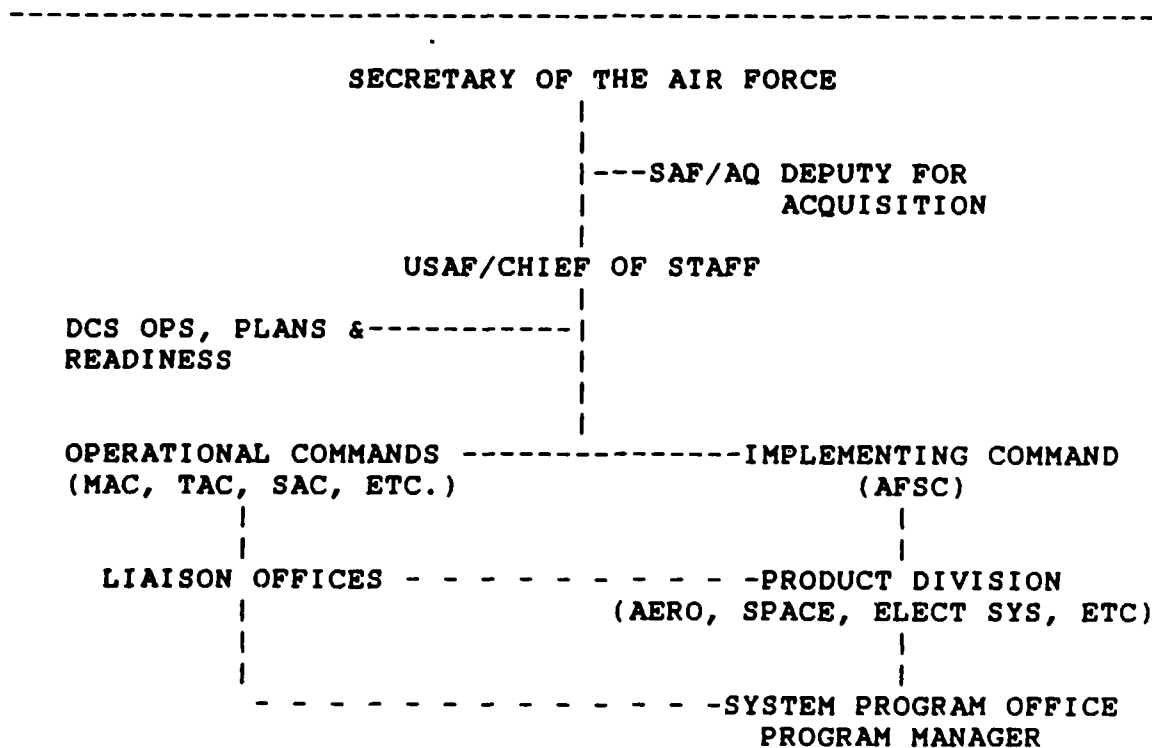 SECRETARY OF THE AIR FORCE
SAF/AQ DEPUTY FOR
ACQUISITION
USAF/CHIEF OF STAFF
DCS OPS, PLANS &
READINESS
OPERATIONAL COMMANDS IMPLEMENTING COMMAND
(MAC, TAC, SAC, ETC.) (AFSC)
LIAISON OFFICES PRODUCT DIVISION
(AERO, SPACE, ELECT SYS, ETC)
SYSTEM PROGRAM OFFICE
PROGRAM MANAGER